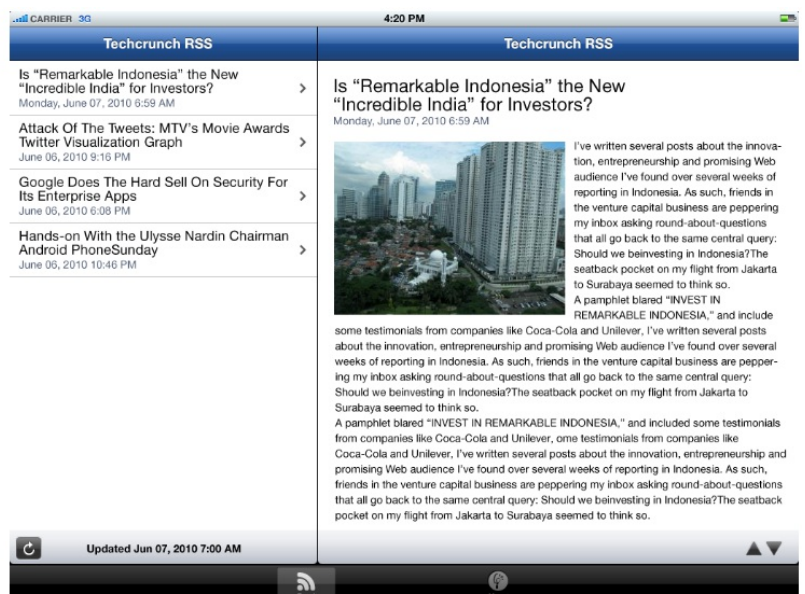 CARRIER 3G
4:20 PM
Techcrunch RSS
Is “Remarkable Indonesia” the New
“Incredible India” for Investors?
Monday, June 07, 2010 6:59 AM
Attack Of The Tweets: MTV's Movie Awards
Twitter Visualization Graph
June 06, 2010 9:16 PM
Google Does The Hard Sell On Security For
Its Enterprise Apps
June 06, 2010 6:08 PM
Hands-on With the Ulysse Nardin Chairman
Android PhoneSunday
June 06, 2010 10:46 PM
Updated Jun 07, 2010 7:00 AM
Techcrunch RSS
Is “Remarkable Indonesia” the New
“Incredible India” for Investors?
Monday, June 07, 2010 6:59 AM
I've written several posts about the innova-
tion, entrepreneurship and promising Web
audience I've found over several weeks of
reporting in Indonesia. As such, friends in
the venture capital business are peppering
my inbox asking round-about-questions
that all go back to the same central query:
Should we beinvesting in Indonesia?The
seatback pocket on my flight from Jakarta
to Surabaya seemed to think so.
A pamphlet blared “INVEST IN
REMARKABLE INDONESIA,” and include
some testimonials from companies like Coca-Cola and Unilever, I've written several posts
about the innovation, entrepreneurship and promising Web audience I've found over several
weeks of reporting in Indonesia. As such, friends in the venture capital business are pepper-
ing my inbox asking round-about-questions that all go back to the same central query:
Should we beinvesting in Indonesia?The seatback pocket on my flight from Jakarta to
Surabaya seemed to think so.
A pamphlet blared “INVEST IN REMARKABLE INDONESIA,” and included some testimonials
from companies like Coca-Cola and Unilever, ome testimonials from companies like
Coca-Cola and Unilever, I've written several posts about the innovation, entrepreneurship and
promising Web audience I've found over several weeks of reporting in Indonesia. As such,
friends in the venture capital business are peppering my inbox asking round-about-questions
that all go back to the same central query: Should we beinvesting in Indonesia?The seatback
pocket on my flight from Jakarta to Surabaya seemed to think so.